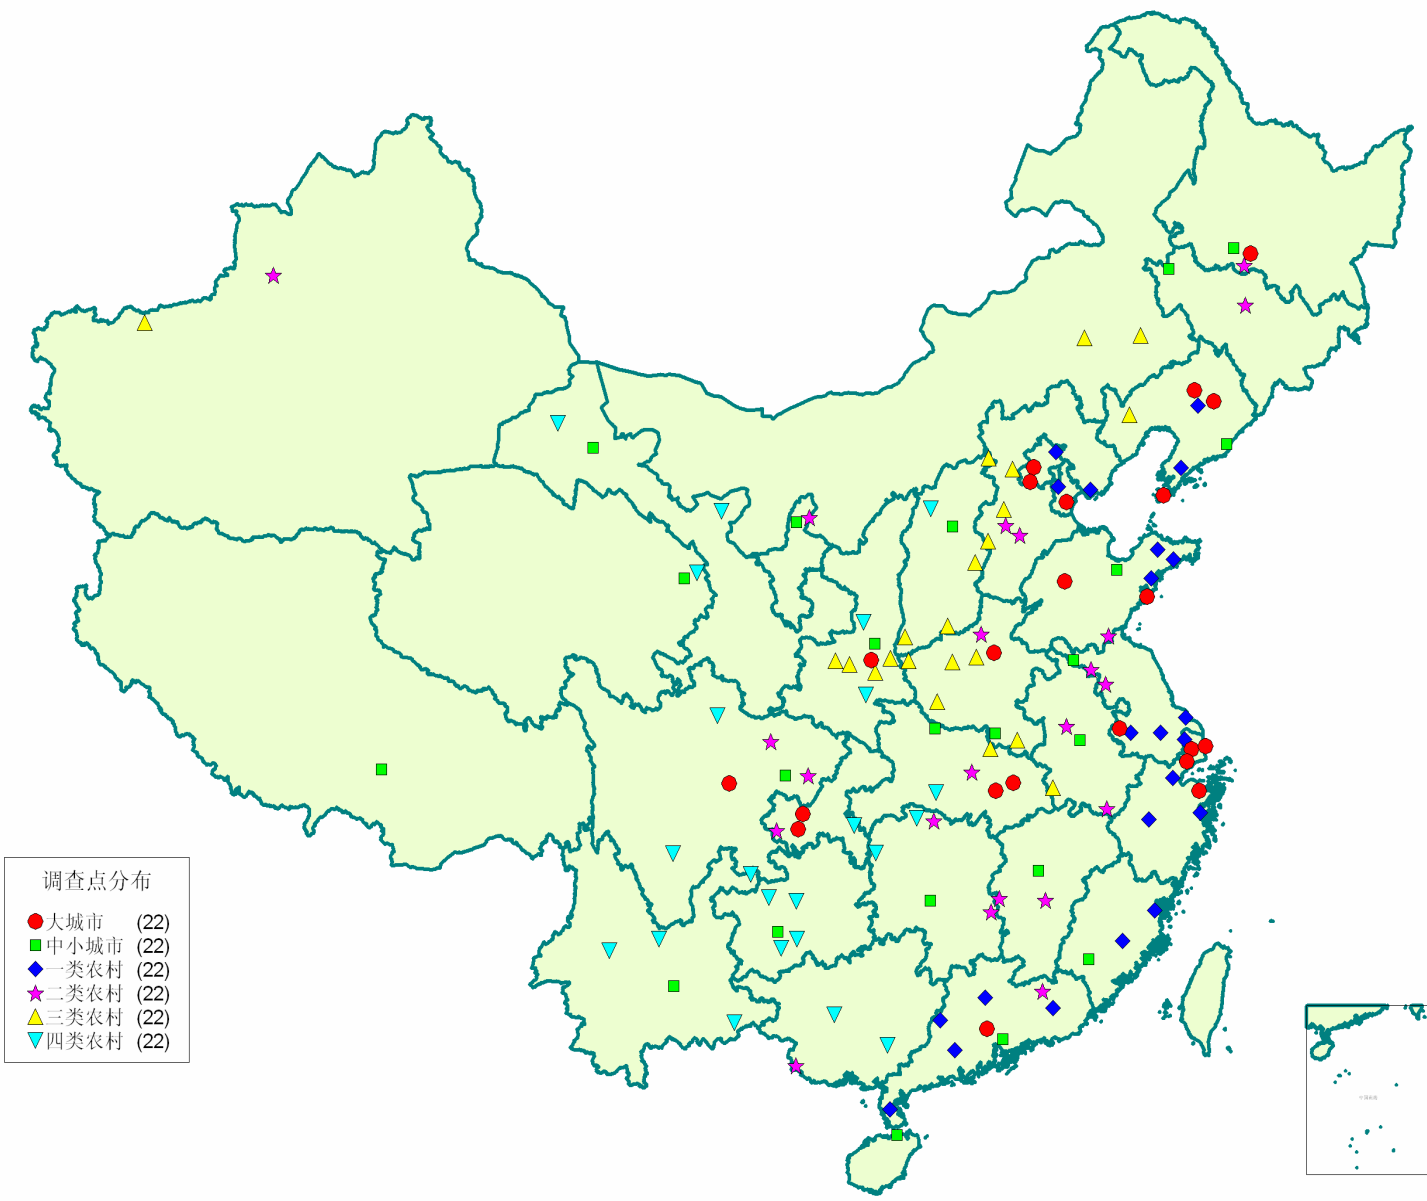 调查点分布
大城市 (22)
中小城市 (22)
一类农村 (22)
二类农村 (22)
三类农村 (22)
四类农村 (22)